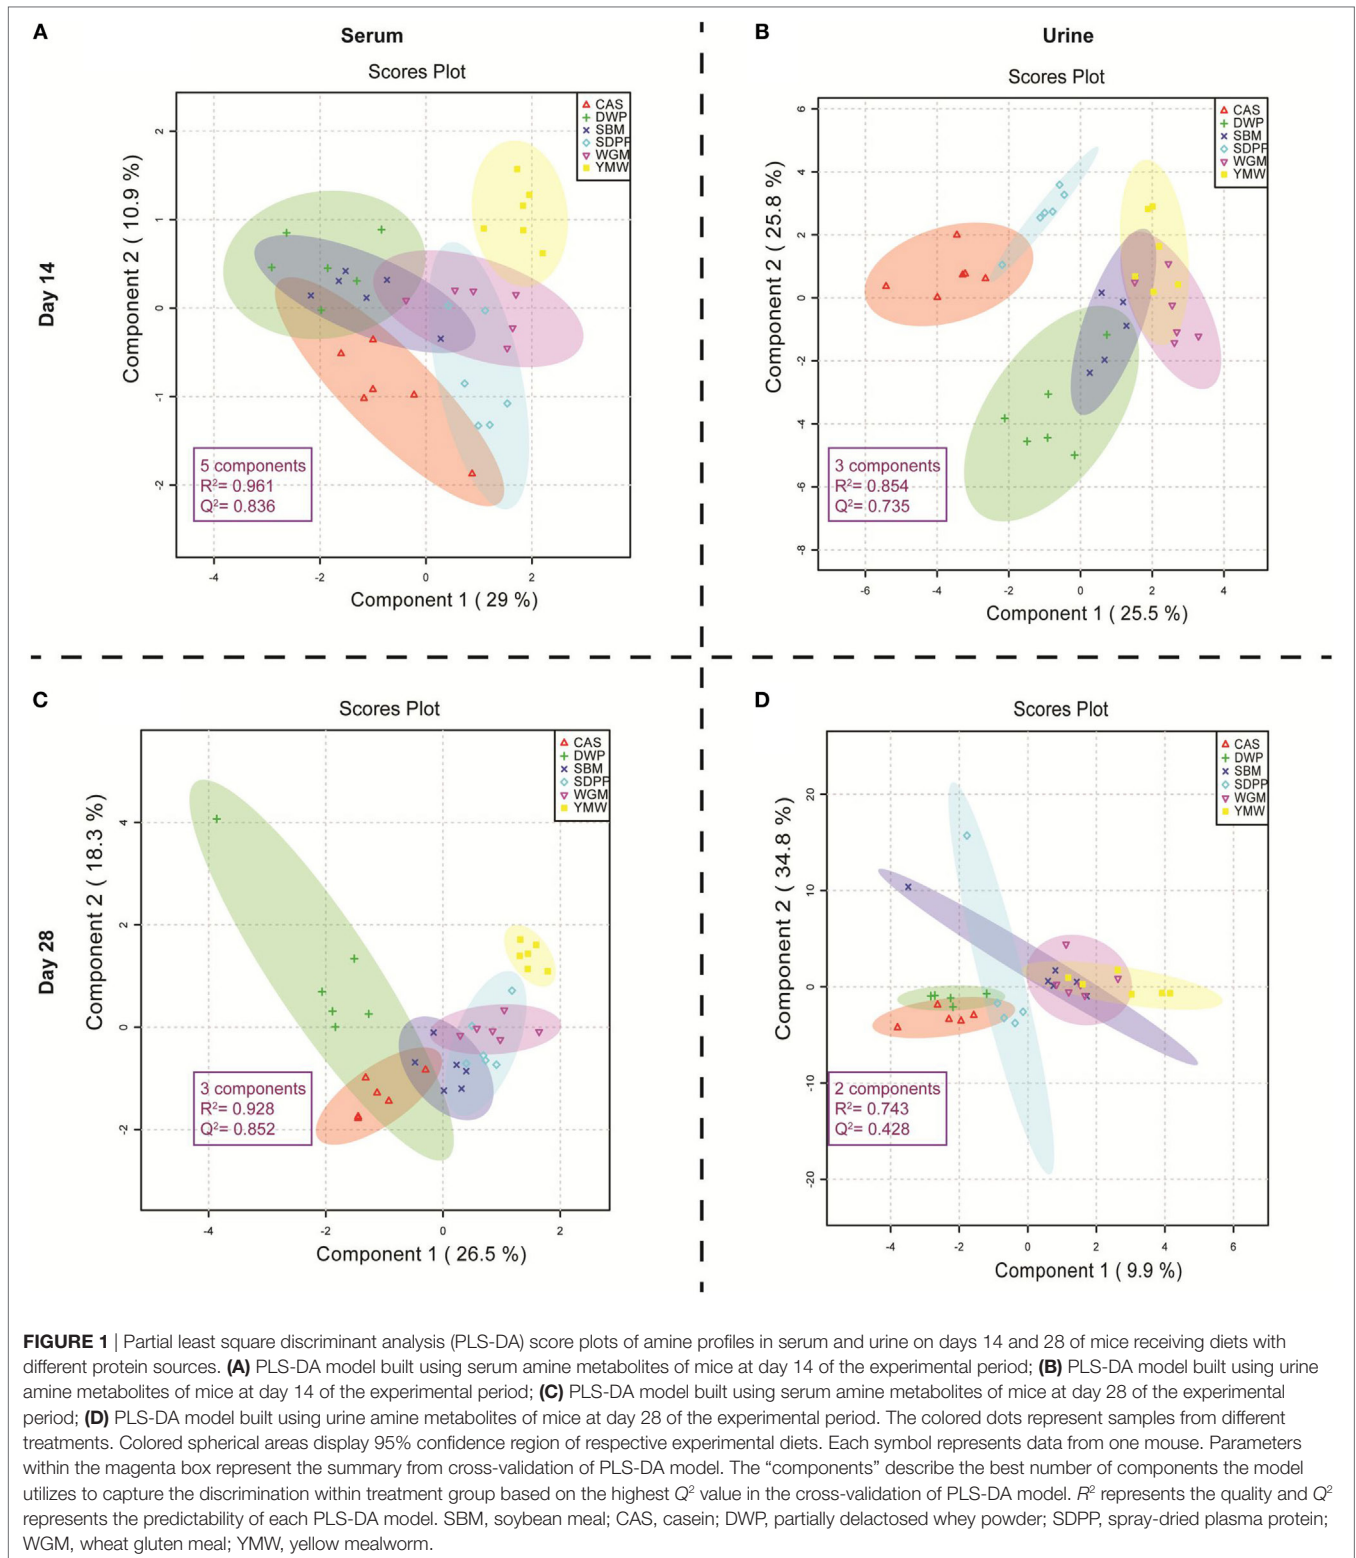 A
Serum
Scores Plot
Day 14
Component 2 ( 10.9 %)
2
1
0
-1
-2
CAS
DWP
SBM
SDPP
WGM
YMW
5 components
R²= 0.961
Q²= 0.836
-4
-2
0
2
Component 1 ( 29 %)
B
Urine
Scores Plot
Component 2 ( 25.8 %)
6
4
2
0
-2
-4
-6
-8
CAS
DWP
SBM
SDPP
WGM
YMW
3 components
R²= 0.854
Q²= 0.735
-6
-4
-2
0
2
4
Component 1 ( 25.5 %)
C
Scores Plot
Day 28
Component 2 ( 18.3 %)
4
2
0
-2
CAS
DWP
SBM
SDPP
WGM
YMW
3 components
R²= 0.928
Q²= 0.852
-4
-2
0
2
Component 1 ( 26.5 %)
D
Scores Plot
Component 2 ( 34.8 %)
20
10
0
-10
-20
CAS
DWP
SBM
SDPP
WGM
YMW
2 components
R²= 0.743
Q²= 0.428
-4
-2
0
2
4
6
Component 1 ( 9.9 %)
FIGURE 1 | Partial least square discriminant analysis (PLS-DA) score plots of amine profiles in serum and urine on days 14 and 28 of mice receiving diets with
different protein sources. (A) PLS-DA model built using serum amine metabolites of mice at day 14 of the experimental period; (B) PLS-DA model built using urine
amine metabolites of mice at day 14 of the experimental period; (C) PLS-DA model built using serum amine metabolites of mice at day 28 of the experimental
period; (D) PLS-DA model built using urine amine metabolites of mice at day 28 of the experimental period. The colored dots represent samples from different
treatments. Colored spherical areas display 95% confidence region of respective experimental diets. Each symbol represents data from one mouse. Parameters
within the magenta box represent the summary from cross-validation of PLS-DA model. The “components” describe the best number of components the model
utilizes to capture the discrimination within treatment group based on the highest Q² value in the cross-validation of PLS-DA model. R² represents the quality and Q²
represents the predictability of each PLS-DA model. SBM, soybean meal; CAS, casein; DWP, partially delactosed whey powder; SDPP, spray-dried plasma protein;
WGM, wheat gluten meal; YMW, yellow mealworm.